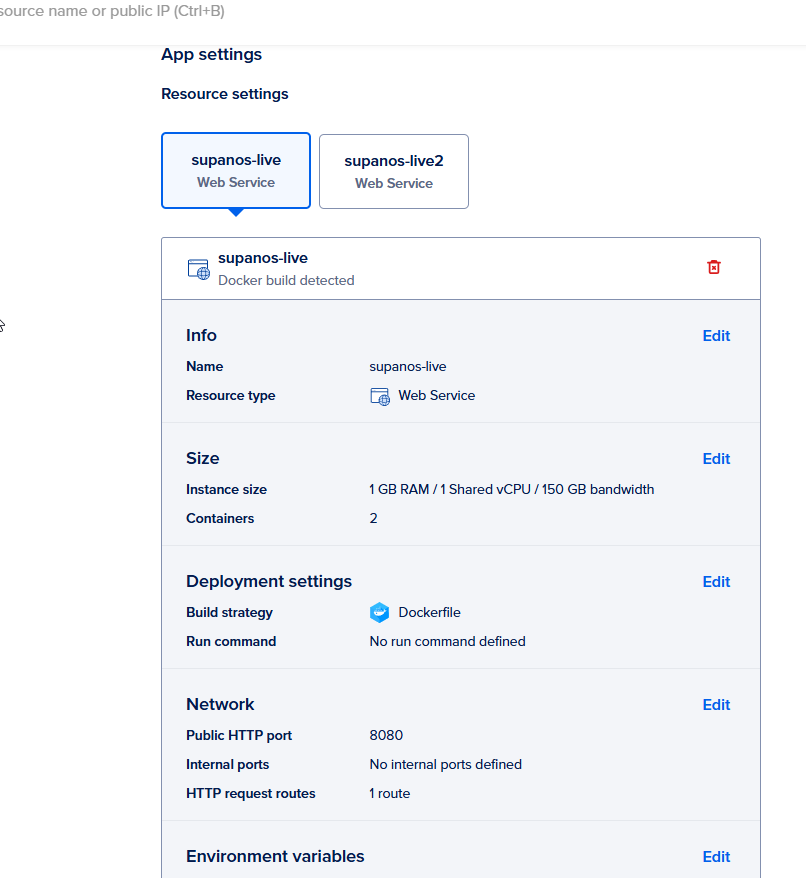 source name or public IP (Ctrl+B)
App settings
Resource settings
supanos-live
Web Service
supanos-live2
Web Service
supanos-live
Docker build detected
Info
Edit
Name
supanos-live
Resource type
Web Service
Size
Edit
Instance size
1 GB RAM / 1 Shared vCPU / 150 GB bandwidth
Containers
2
Deployment settings
Edit
Build strategy
Dockerfile
Run command
No run command defined
Network
Edit
Public HTTP port
8080
Internal ports
No internal ports defined
HTTP request routes
1 route
Environment variables
Edit